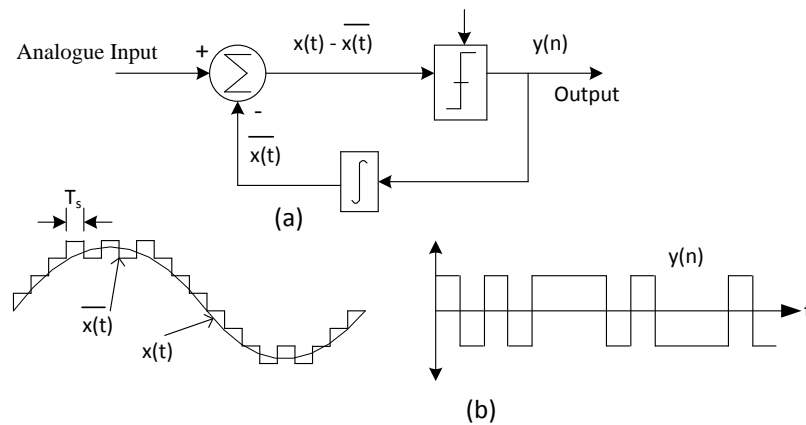 Analogue Input
+
x(t) - x(t)
y(n)
Output
-
x(t)
(a)
Ts
x(t)
x(t)
y(n)
t
(b)